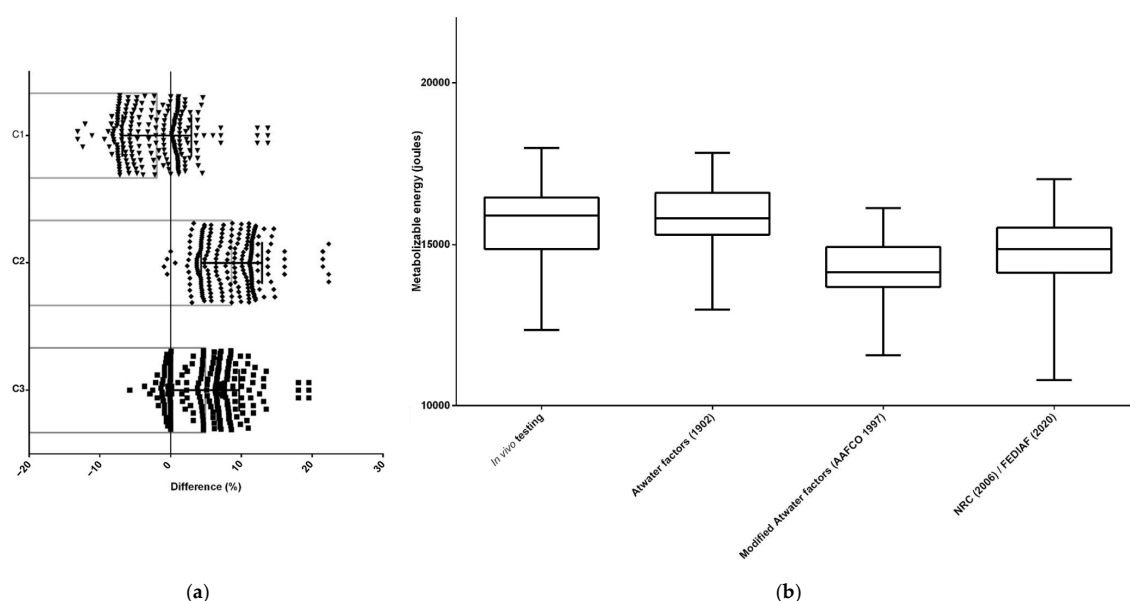 C1
C2
C3
−20
−10
0
10
20
30
Difference (%)
(a)
Metabolizable energy (joules)
20000
15000
10000
In vivo testing
Atwater factors (1902)
Modified Atwater factors (AAFCO 1997)
NRC (2006) / FEDIAF (2020)
(b)